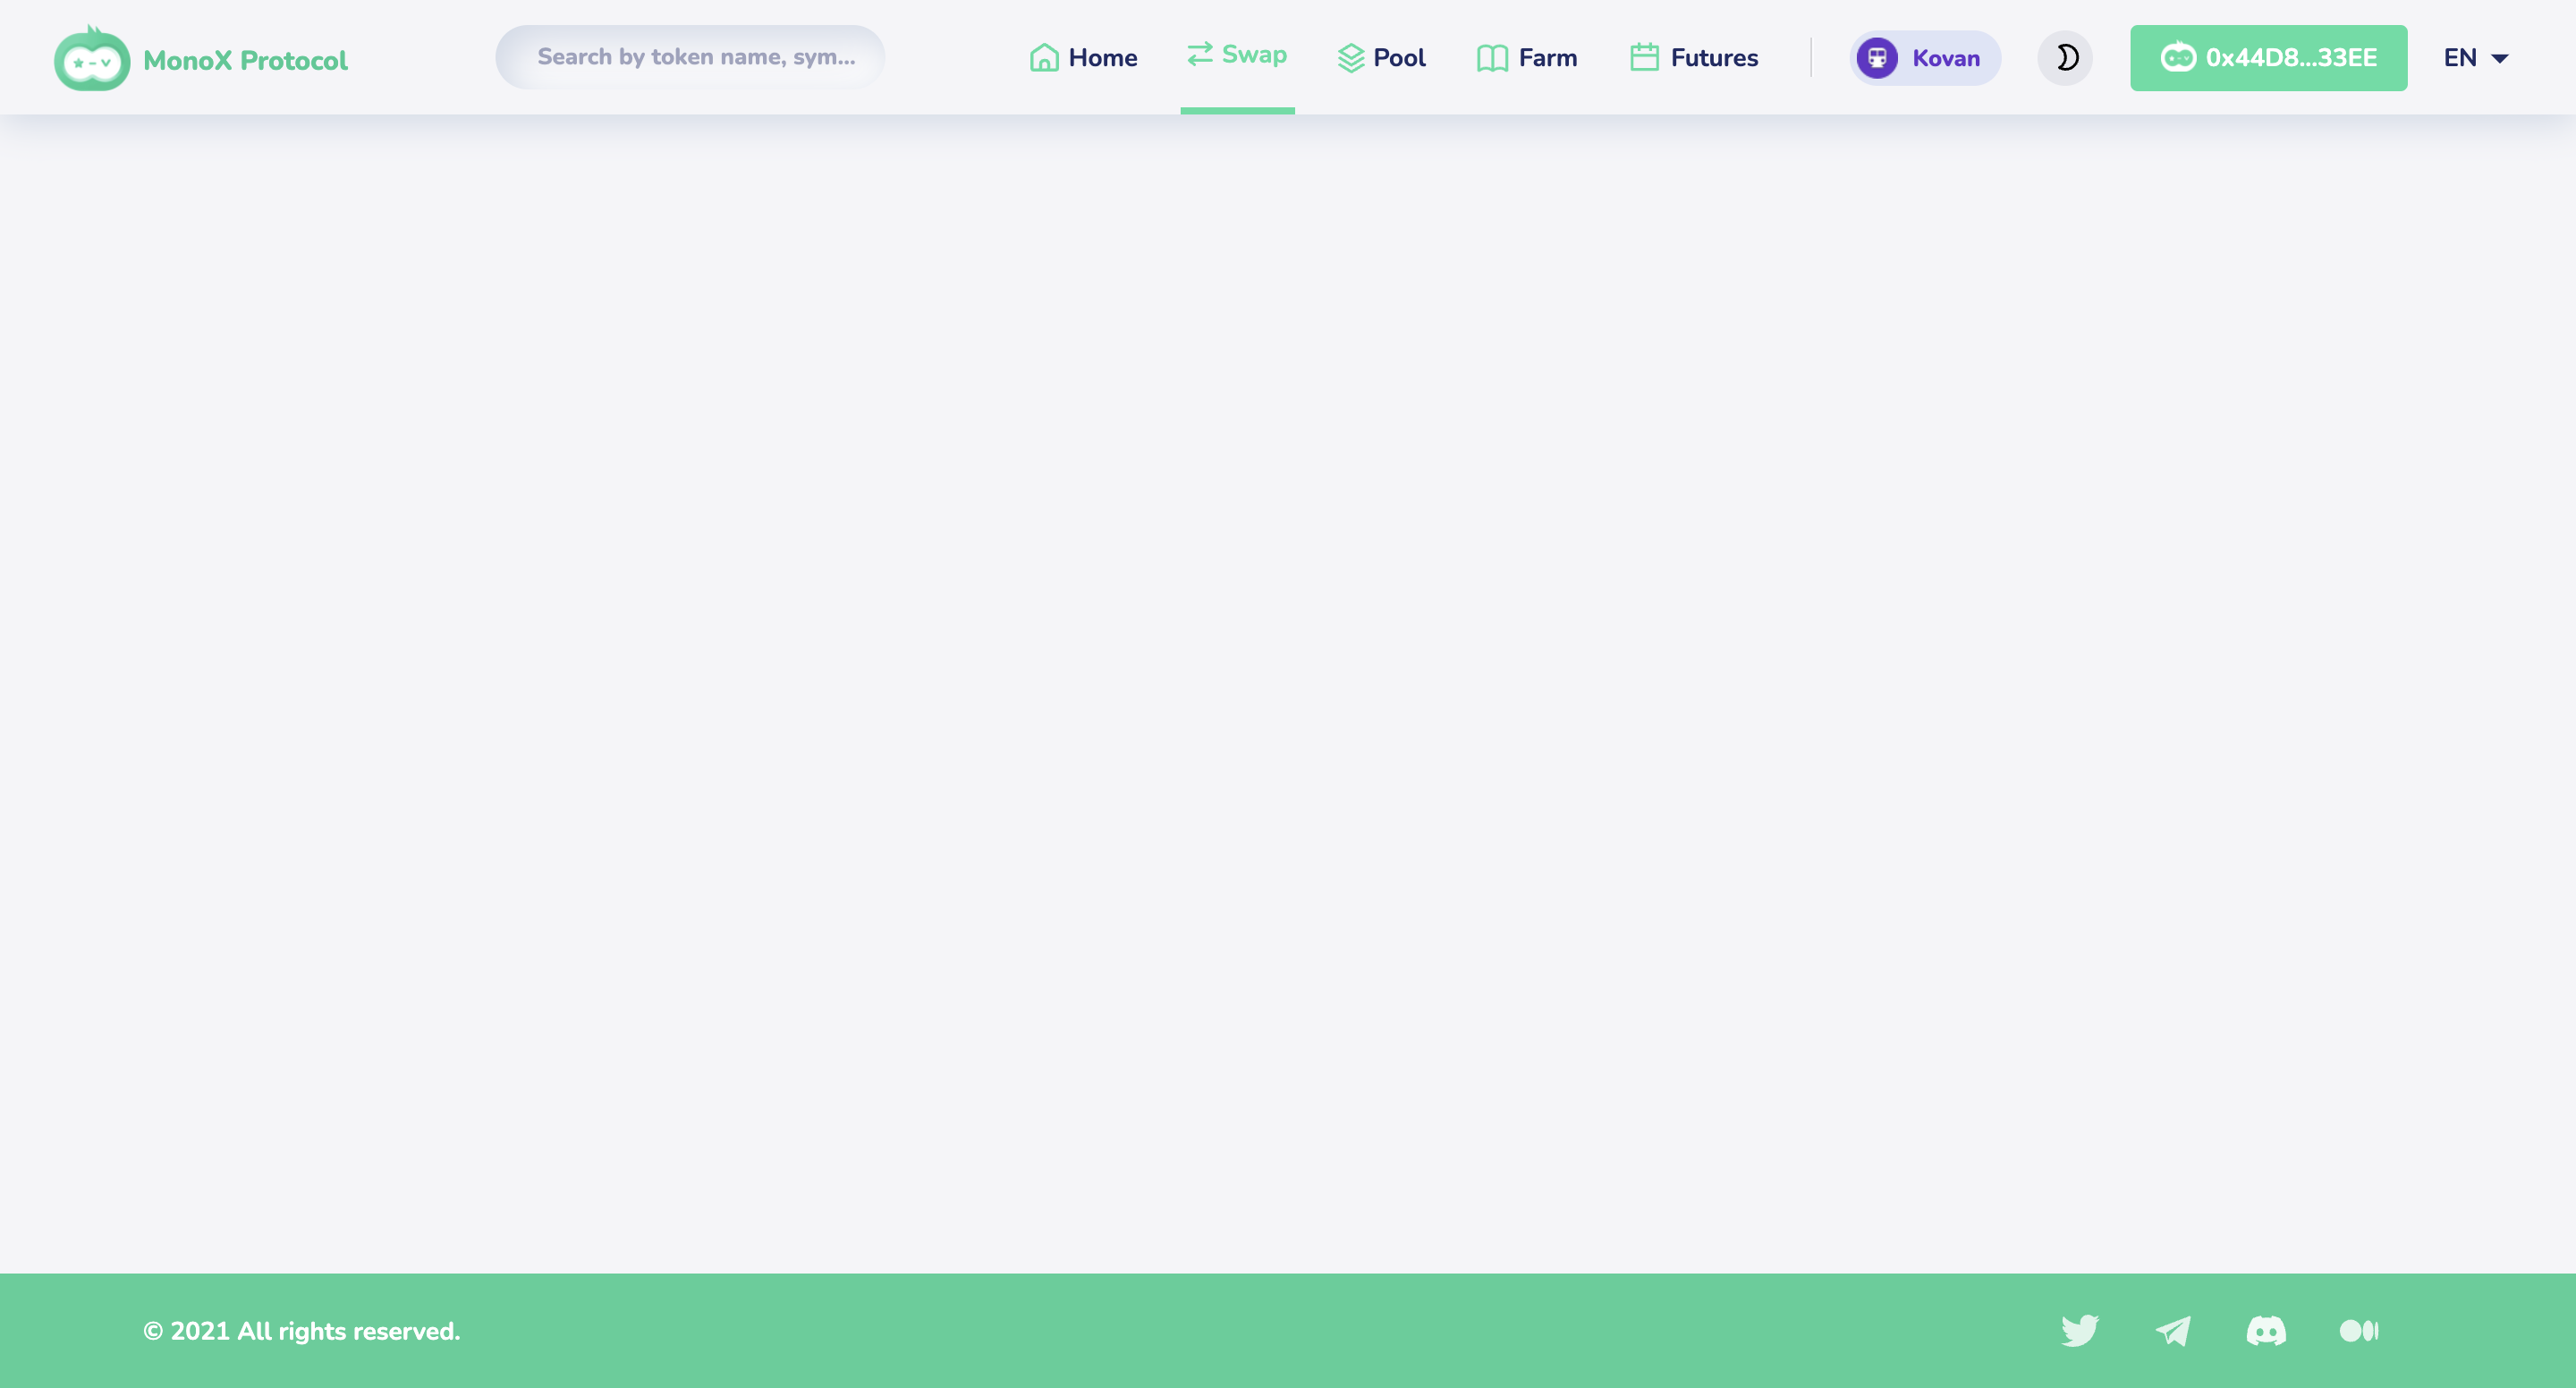 MonoX Protocol
Search by token name, sym...
Home
Swap
Pool
Farm
Futures
Kovan
0x44D8...33EE
EN
© 2021 All rights reserved.